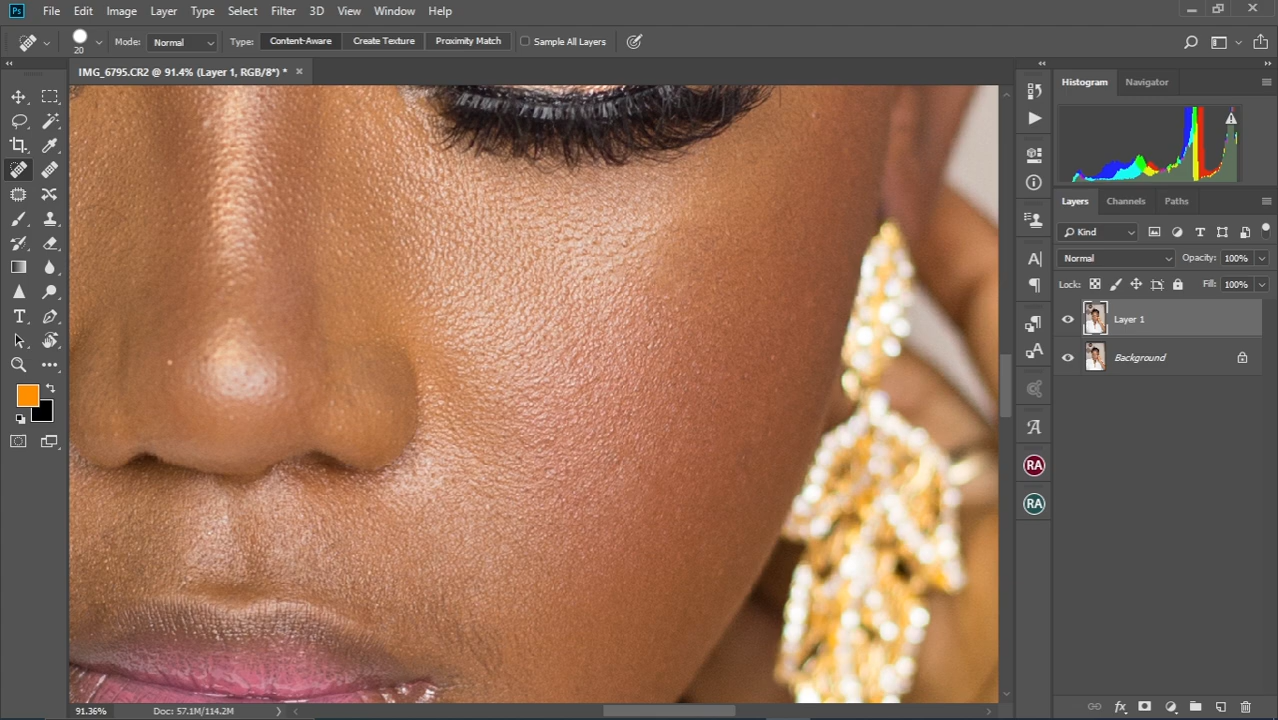 Ps File Edit Image Layer Type Select Filter 3D View Window Help
20 Mode: Normal Type: Content-Aware Create Texture Proximity Match Sample All Layers
IMG_6795.CR2 @ 91.4% (Layer 1, RGB/8*) * ×
Histogram Navigator
Layers Channels Paths
Kind
Normal Opacity: 100%
Lock: Fill: 100%
Layer 1
Background
RA
RA
91.36% Doc: 57.1M/114.2M